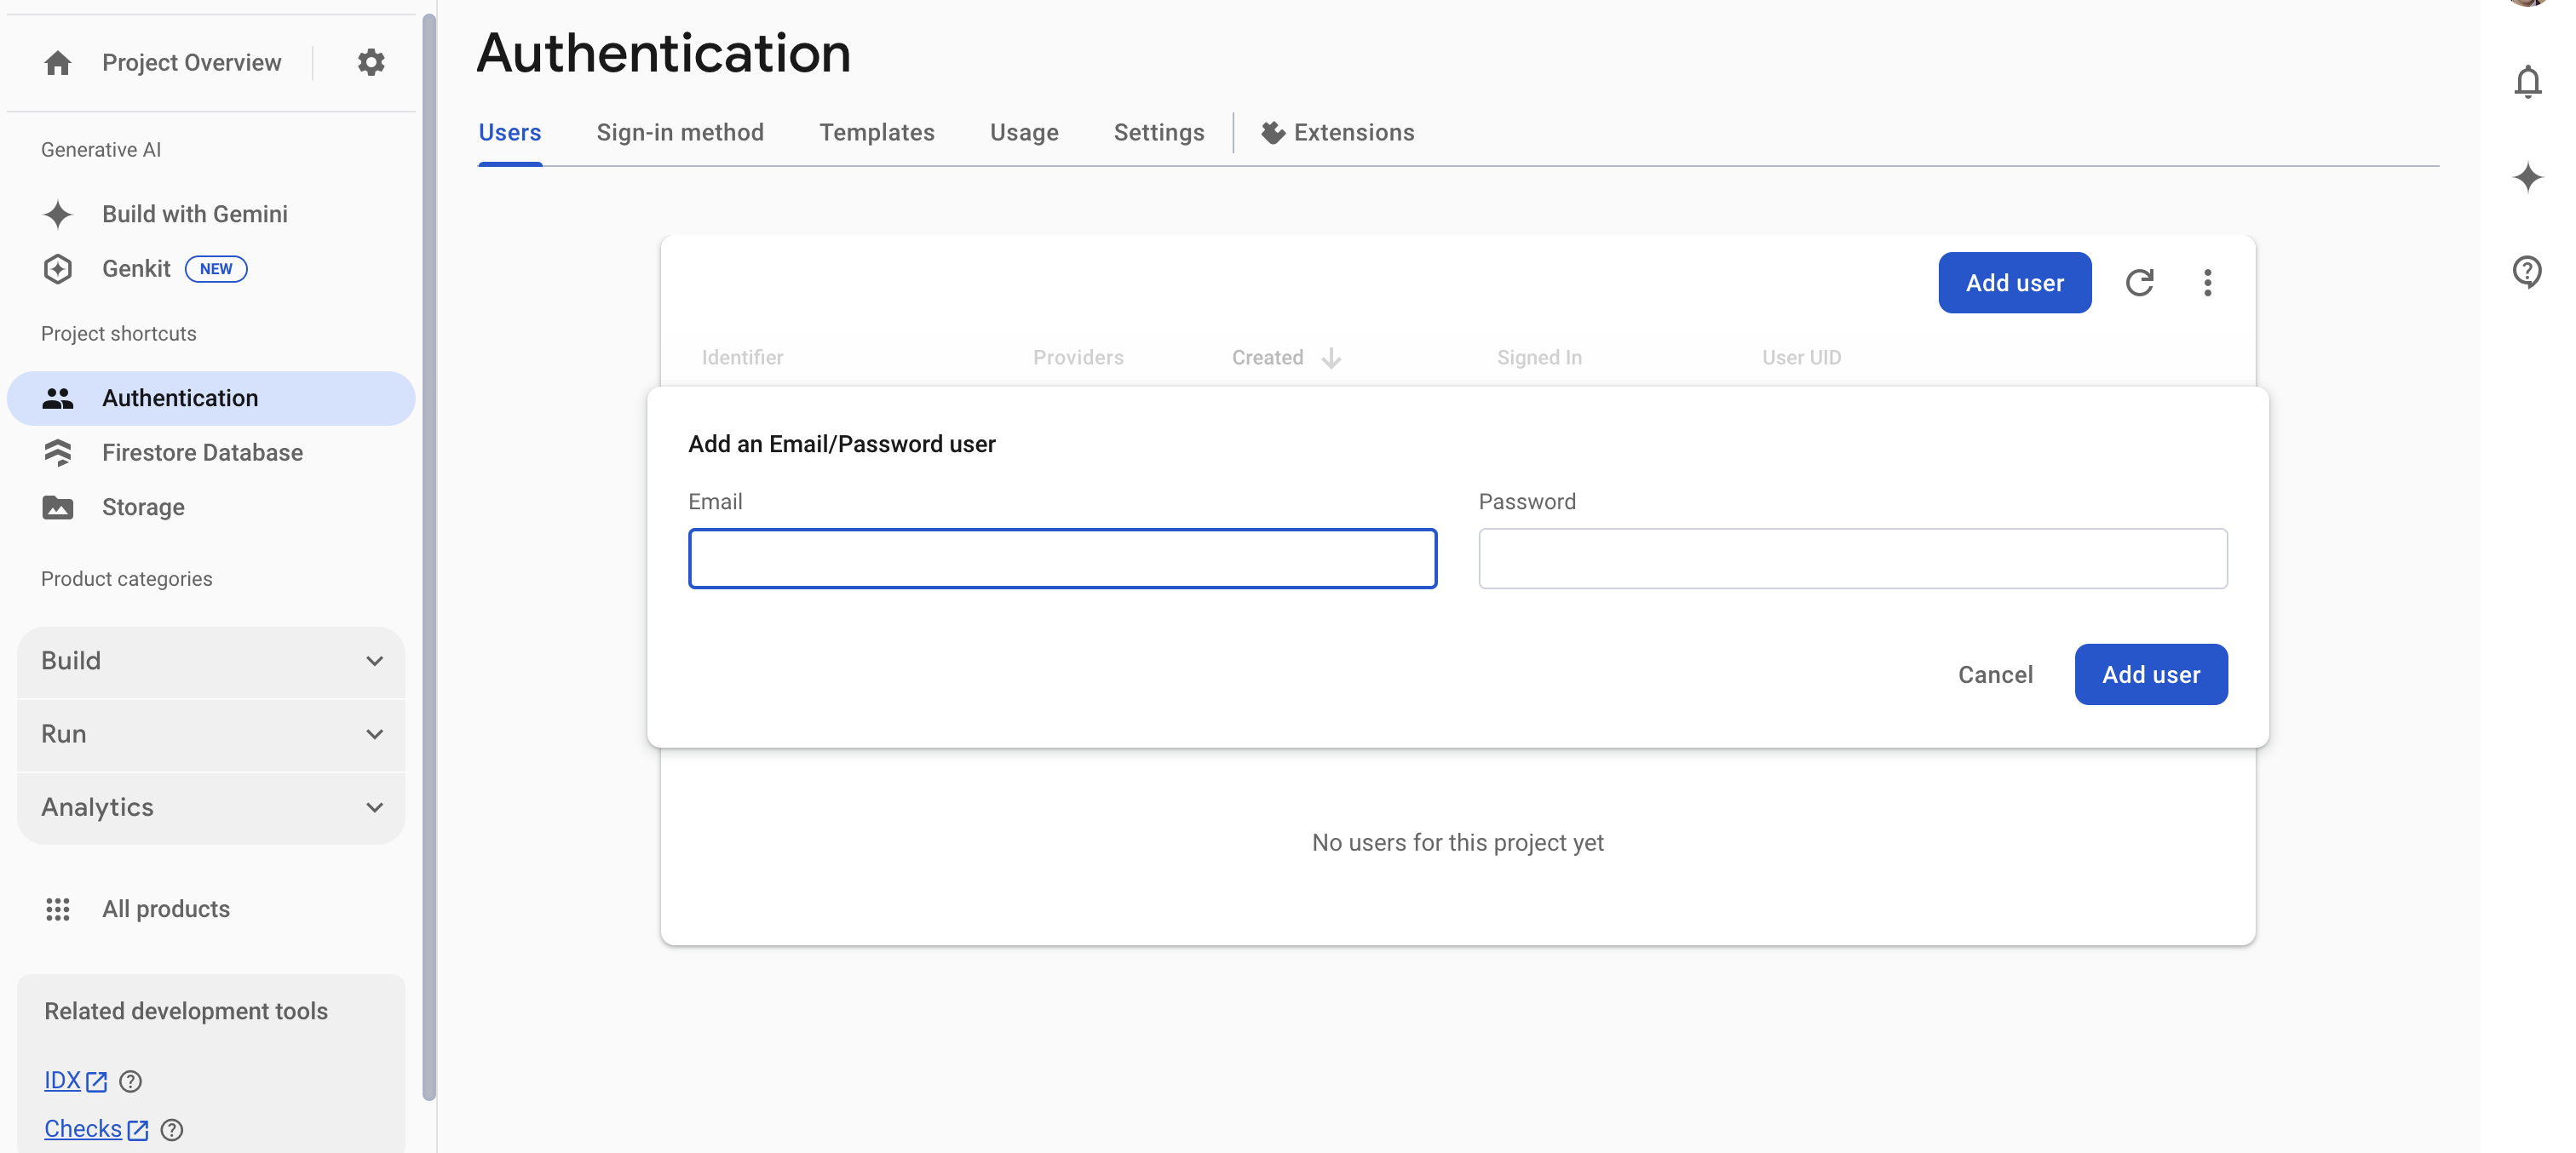 Project Overview
Generative AI
Build with Gemini
Genkit NEW
Project shortcuts
Authentication
Firestore Database
Storage
Product categories
Build
Run
Analytics
All products
Related development tools
IDX
Checks
Authentication
Users Sign-in method Templates Usage Settings Extensions
Add user
Identifier Providers Created Signed In User UID
Add an Email/Password user
Email Password
Cancel Add user
No users for this project yet